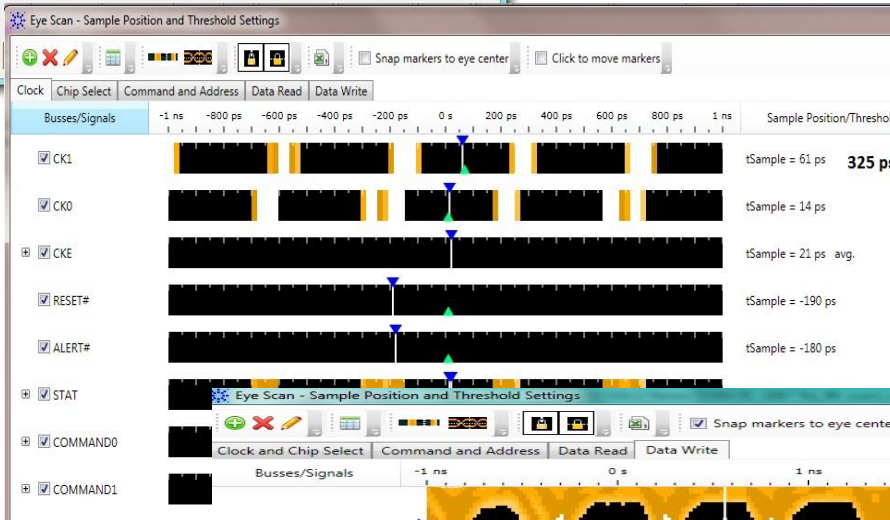 Eye Scan - Sample Position and Threshold Settings
Snap markers to eye center
Click to move markers
Clock
Chip Select
Command and Address
Data Read
Data Write
Busses/Signals
-1 ns
-800 ps
-600 ps
-400 ps
-200 ps
0 s
200 ps
400 ps
600 ps
800 ps
1 ns
Sample Position/Threshol
CK1
tSample = 61 ps
325 ps
CK0
tSample = 14 ps
CKE
tSample = 21 ps avg.
RESET#
tSample = -190 ps
ALERT#
tSample = -180 ps
STAT
Eye Scan - Sample Position and Threshold Settings
COMMAND0
Snap markers to eye cente
Clock and Chip Select
Command and Address
Data Read
Data Write
Busses/Signals
-1 ns
0 s
1 ns
COMMAND1